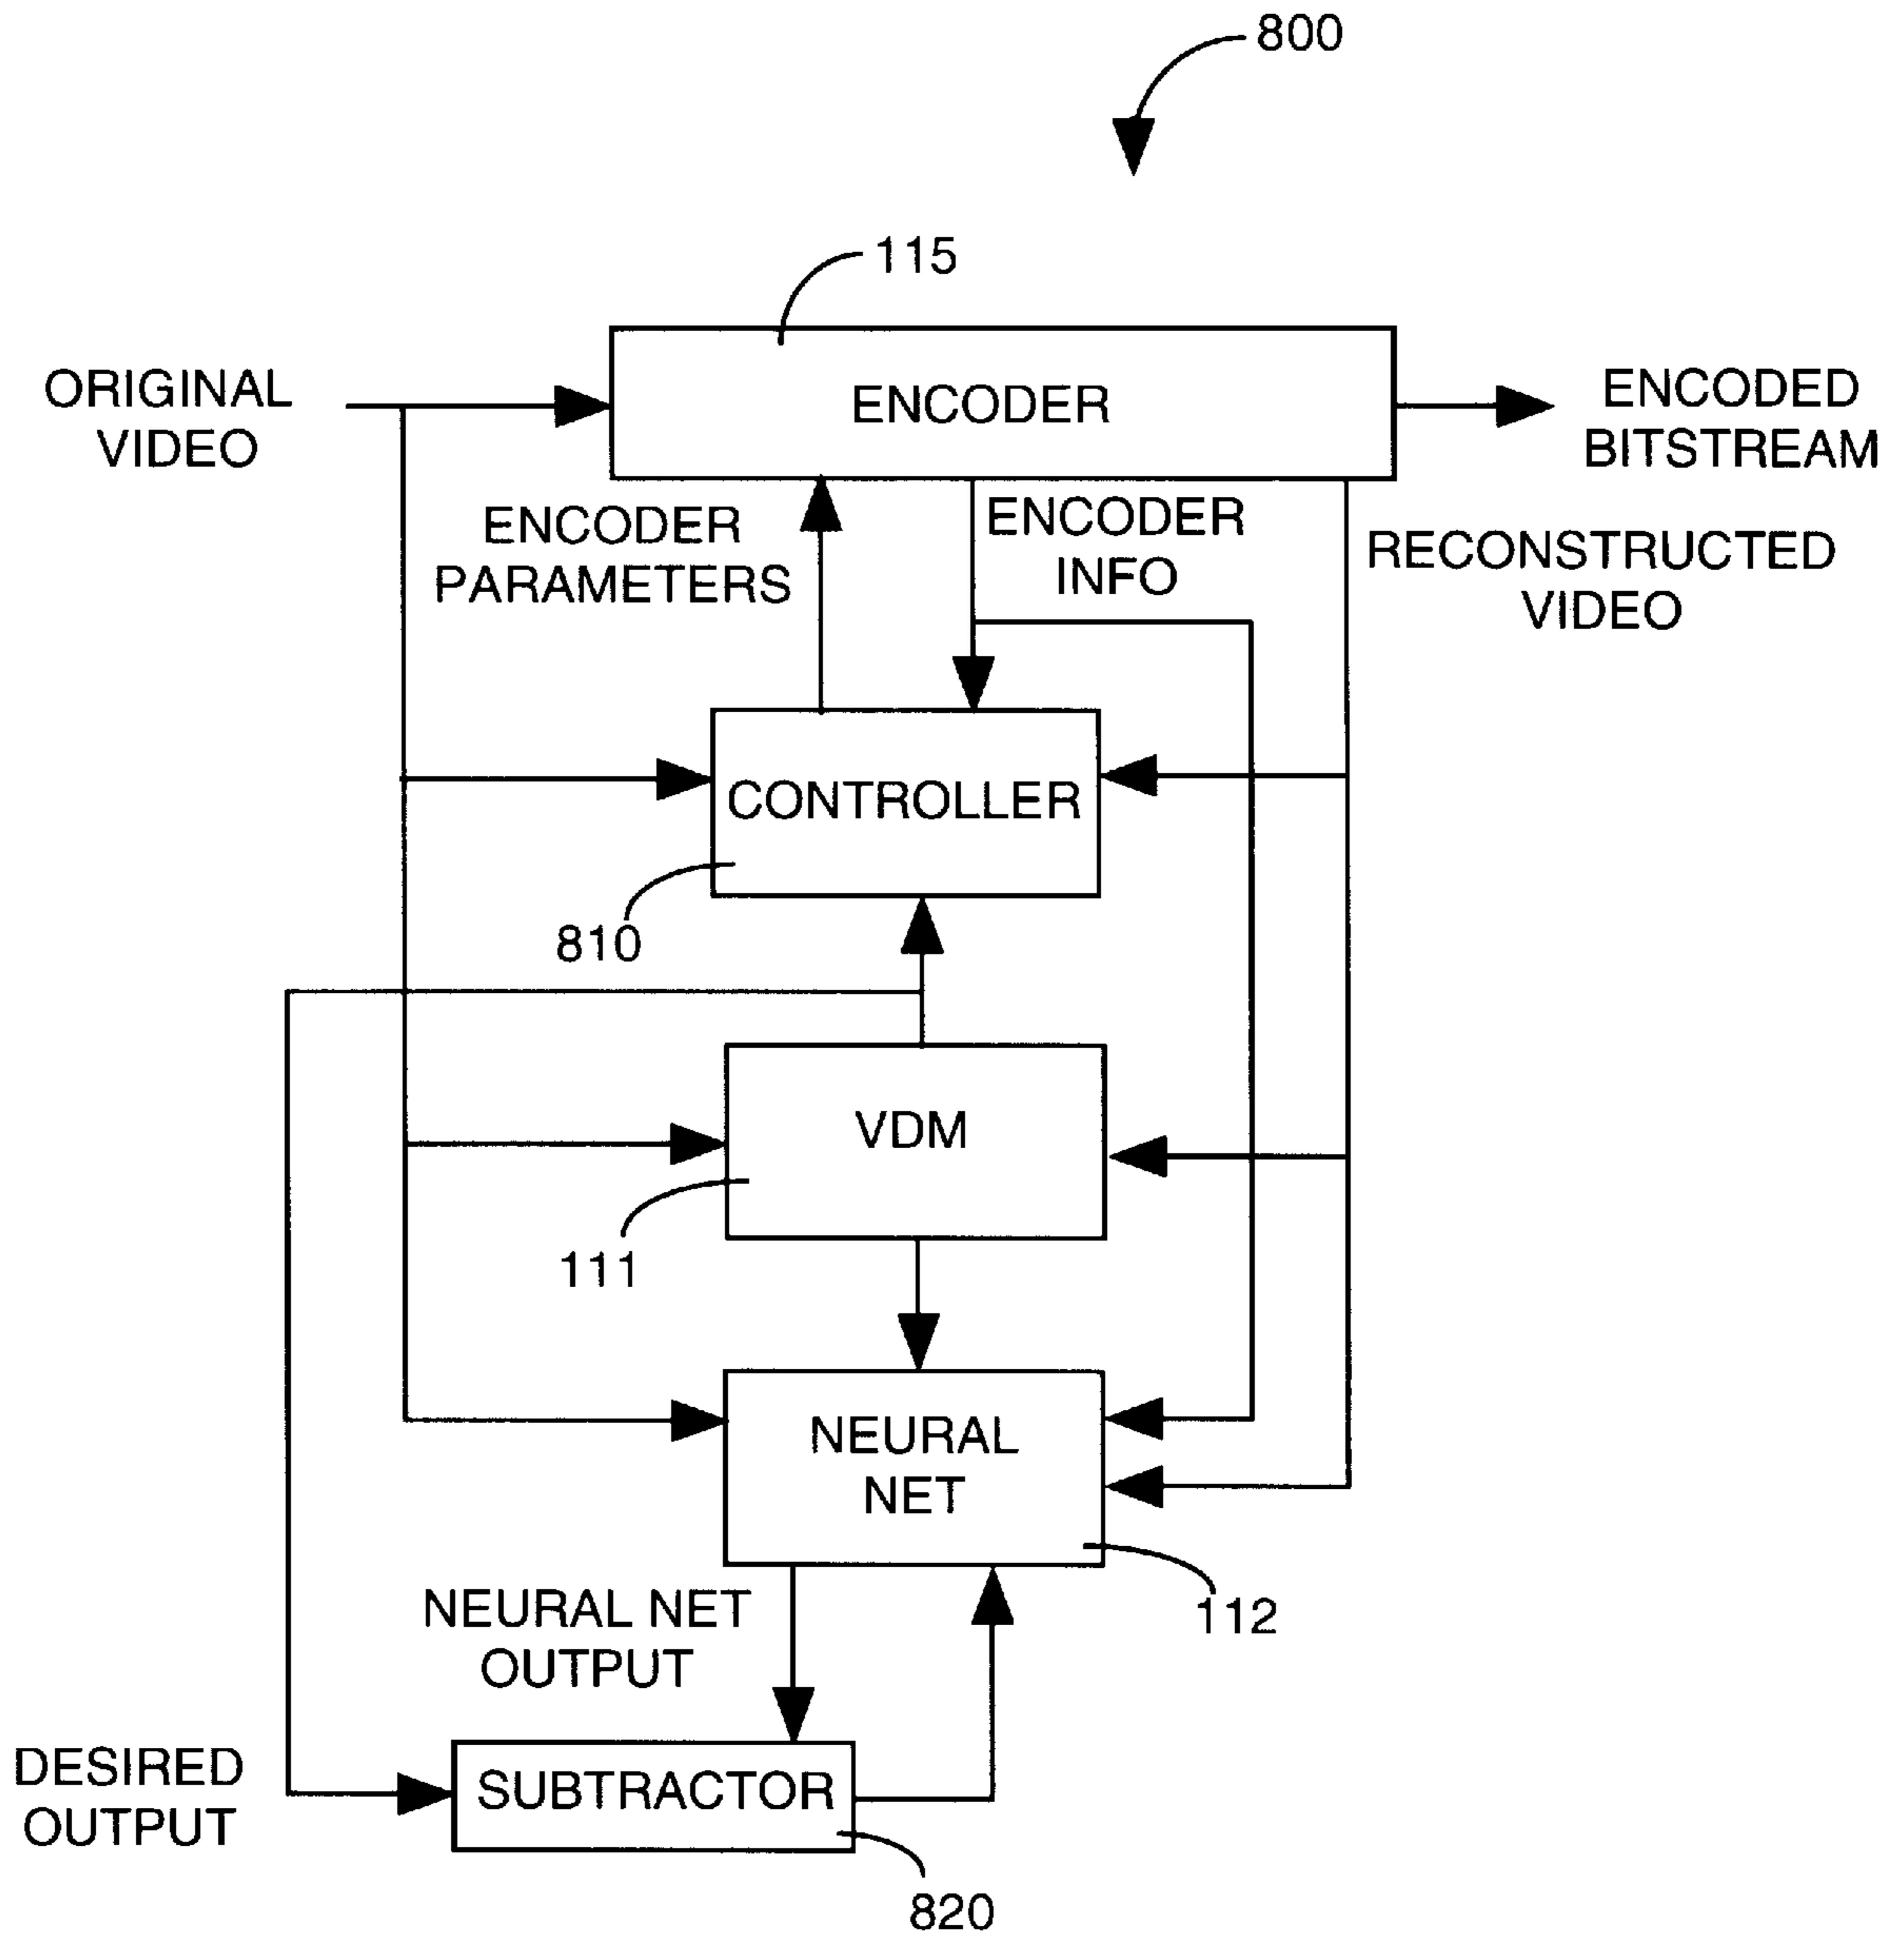 800
115
ORIGINAL
VIDEO
ENCODER
ENCODED
BITSTREAM
ENCODER
PARAMETERS
ENCODER
INFO
RECONSTRUCTED
VIDEO
CONTROLLER
810
VDM
111
NEURAL
NET
112
NEURAL NET
OUTPUT
DESIRED
OUTPUT
SUBTRACTOR
820